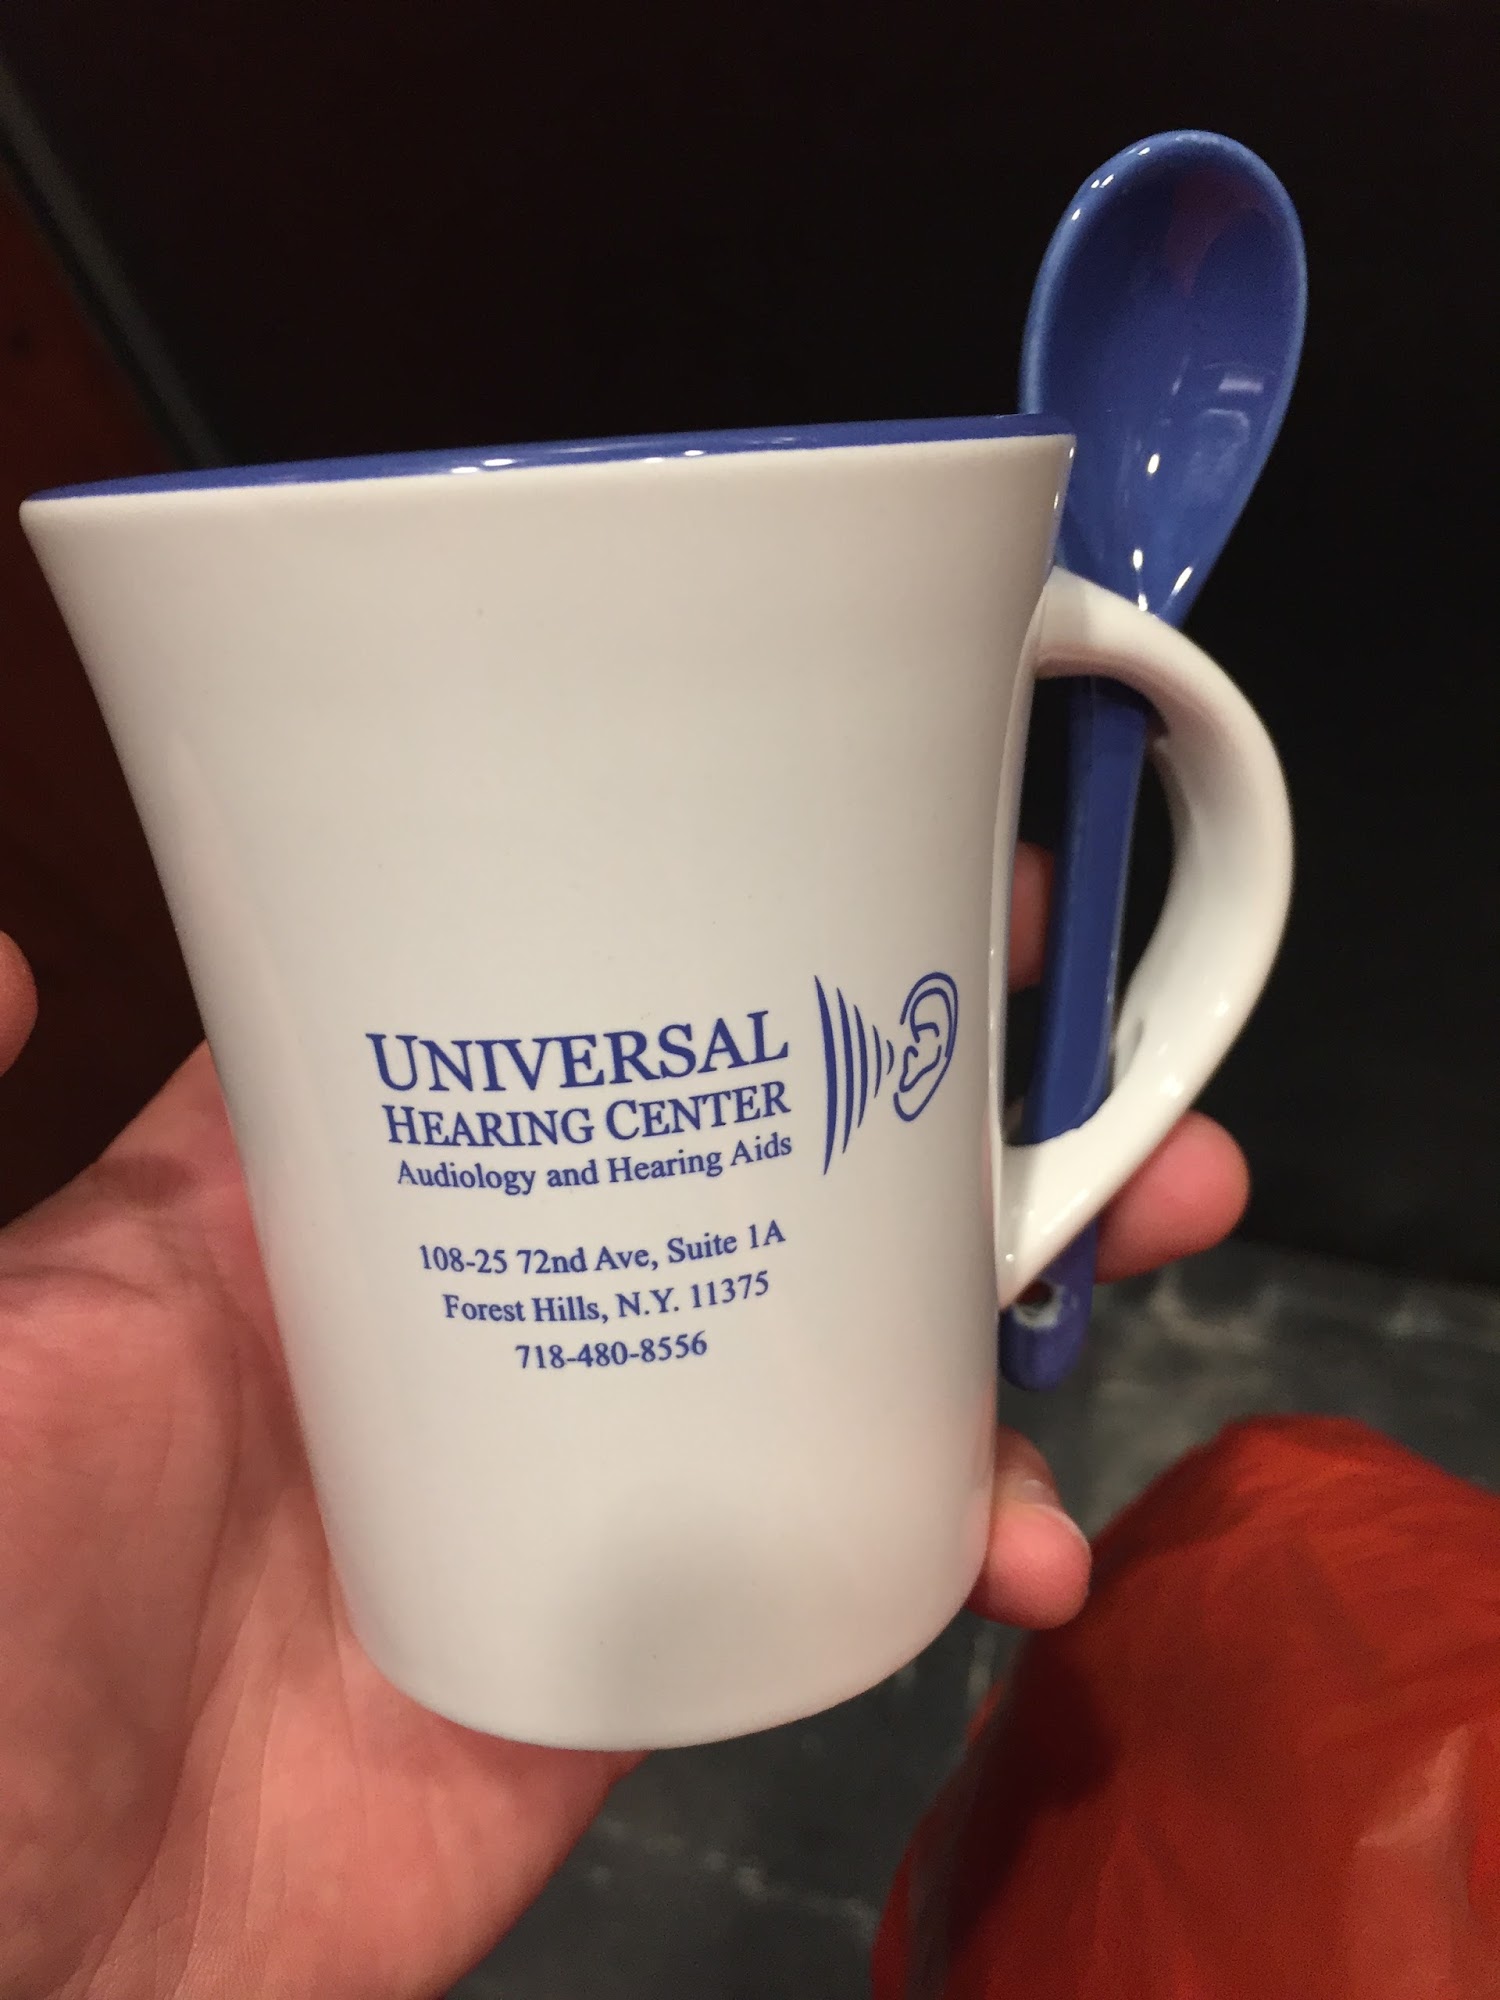 UNIVERSAL
HEARING CENTER
Audiology and Hearing Aids
108-25 72nd Ave, Suite 1A
Forest Hills, N.Y. 11375
718-480-8556